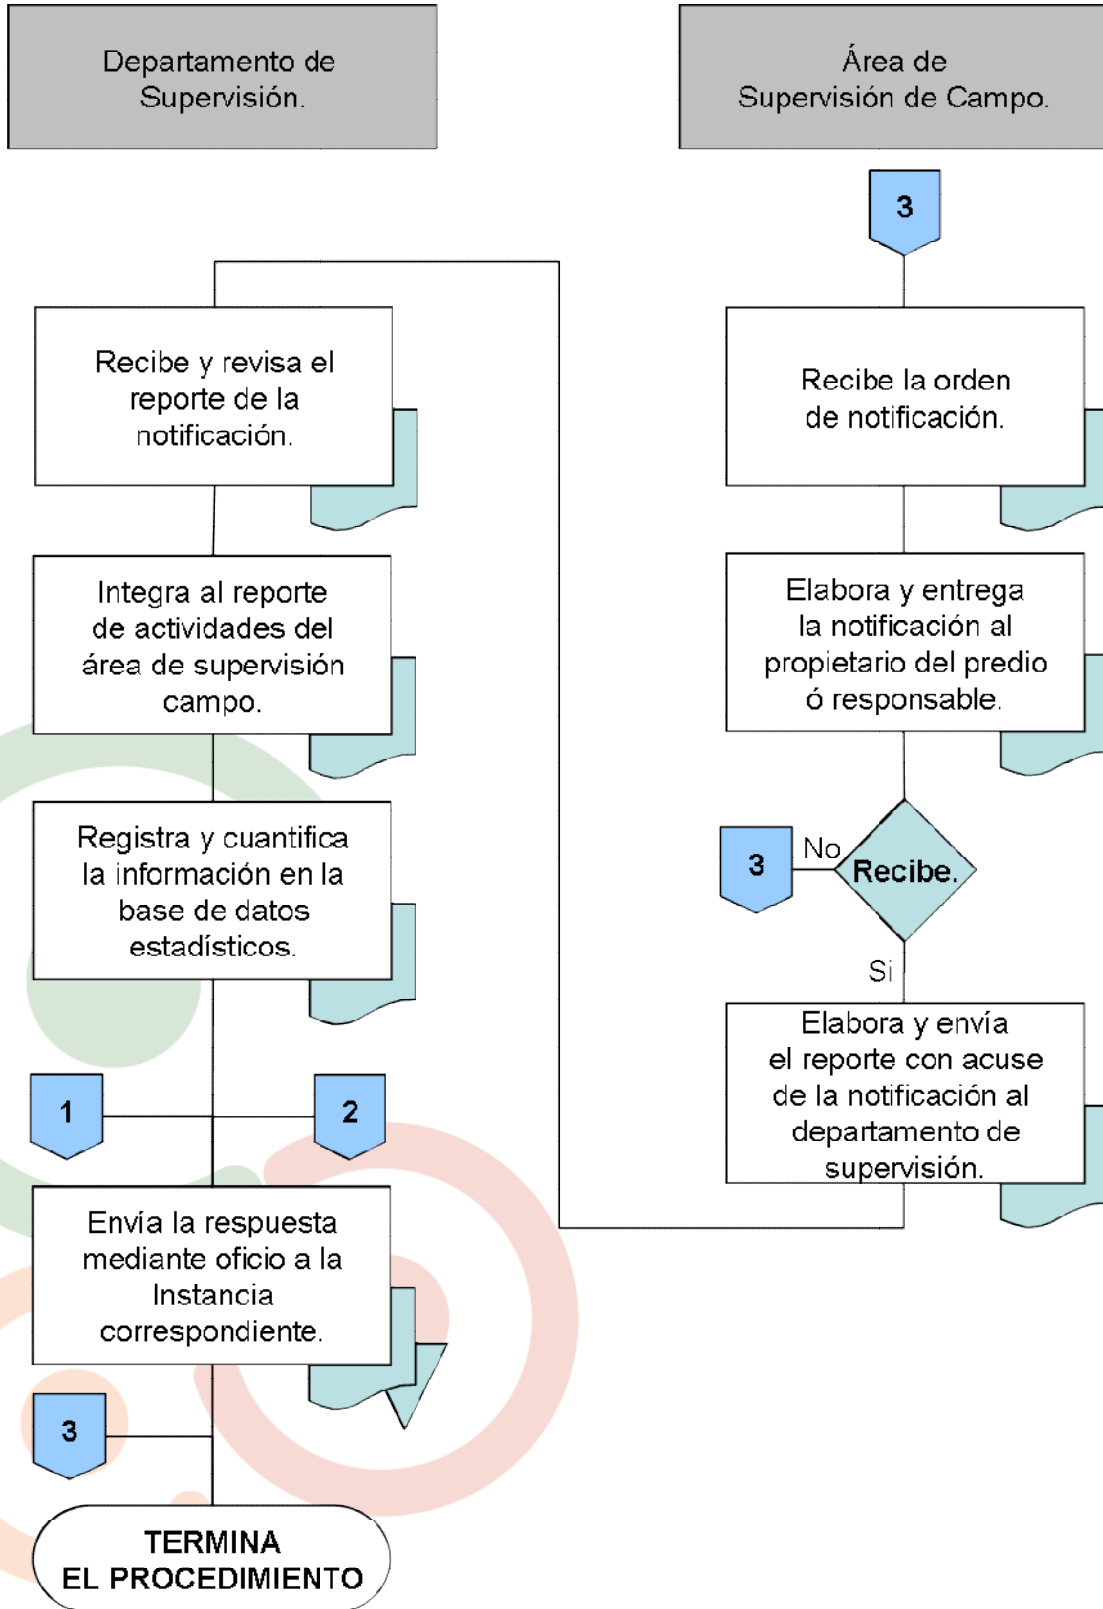 Departamento de
Supervisión.
Área de
Supervisión de Campo.
3
Recibe la orden
de notificación.
Elabora y entrega
la notificación al
propietario del predio
ó responsable.
3
No
Recibe.
Si
Elabora y envía
el reporte con acuse
de la notificación al
departamento de
supervisión.
Recibe y revisa el
reporte de la
notificación.
Integra al reporte
de actividades del
área de supervisión
campo.
Registra y cuantifica
la información en la
base de datos
estadísticos.
1
2
Envía la respuesta
mediante oficio a la
Instancia
correspondiente.
3
TERMINA
EL PROCEDIMIENTO